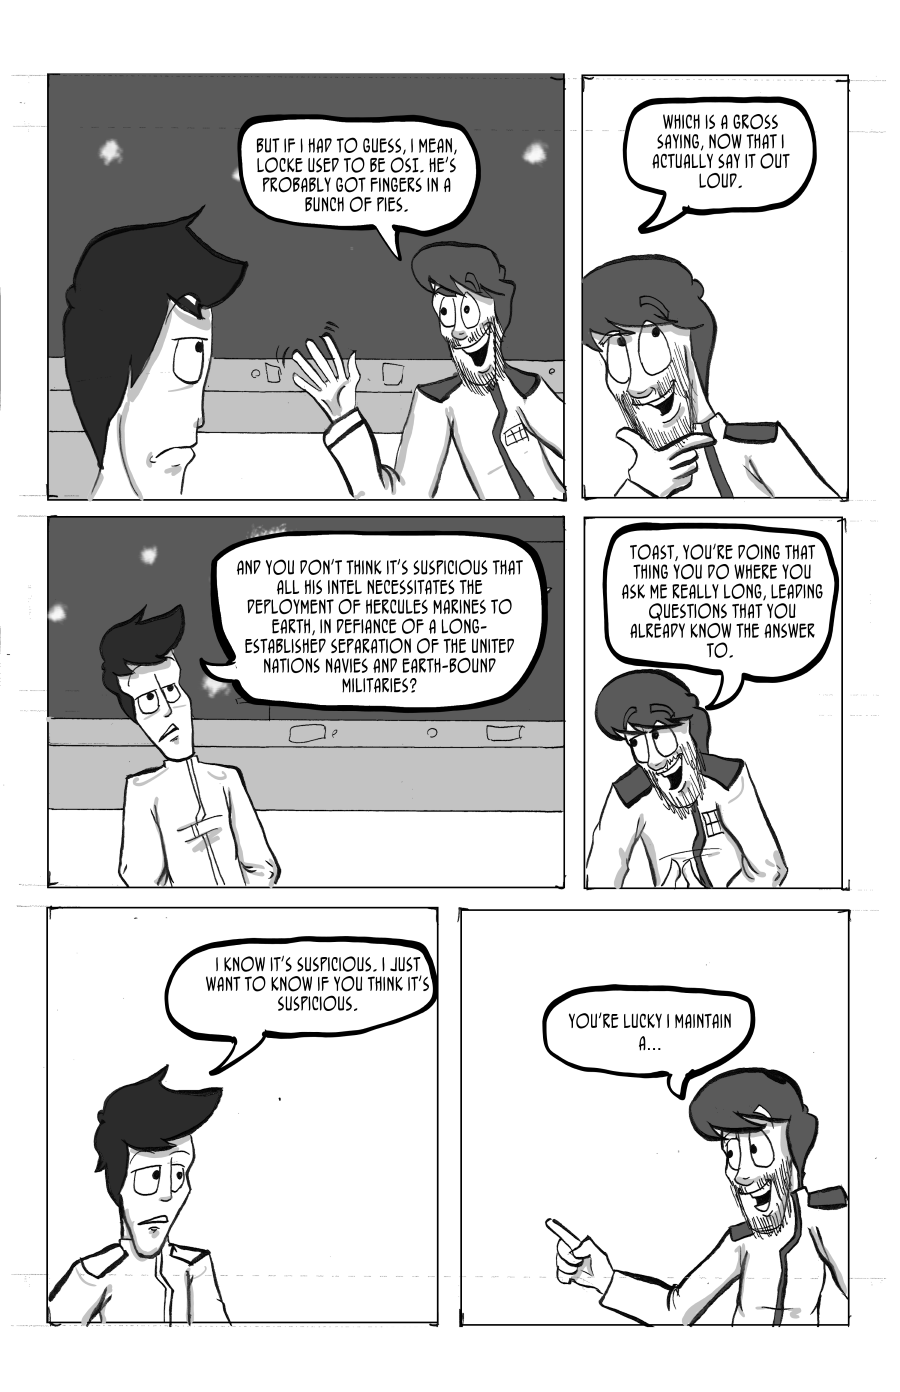 BUT IF I HAD TO GUESS, I MEAN,
LOCKE USED TO BE OSI. HE'S
PROBABLY GOT FINGERS IN A
BUNCH OF PIES.
WHICH IS A GROSS
SAYING, NOW THAT I
ACTUALLY SAY IT OUT
LOUD.
AND YOU DON'T THINK IT'S SUSPICIOUS THAT
ALL HIS INTEL NECESSITATES THE
DEPLOYMENT OF HERCULES MARINES TO
EARTH, IN DEFIANCE OF A LONG-
ESTABLISHED SEPARATION OF THE UNITED
NATIONS NAVIES AND EARTH-BOUND
MILITARIES?
TOAST, YOU'RE DOING THAT
THING YOU DO WHERE YOU
ASK ME REALLY LONG, LEADING
QUESTIONS THAT YOU
ALREADY KNOW THE ANSWER
TO.
I KNOW IT'S SUSPICIOUS. I JUST
WANT TO KNOW IF YOU THINK IT'S
SUSPICIOUS.
YOU'RE LUCKY I MAINTAIN
A...